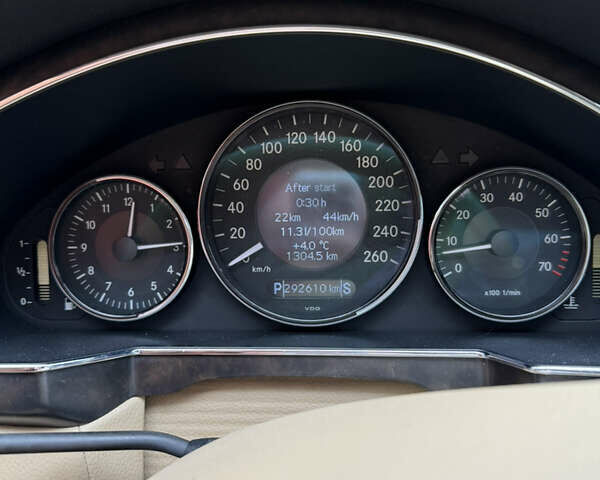 After start
0:30 h
22km 44km/h
11.3l/100km
+4.0 °C
1304.5 km
P 292610 km S
VDO
0 20 40 60 80 100 120 140 160 180 200 220 240 260
km/h
12 1 2 3 4 5 6 7 8 9 10 11
1
½
0
0 10 20 30 40 50 60 70
x100 1/min